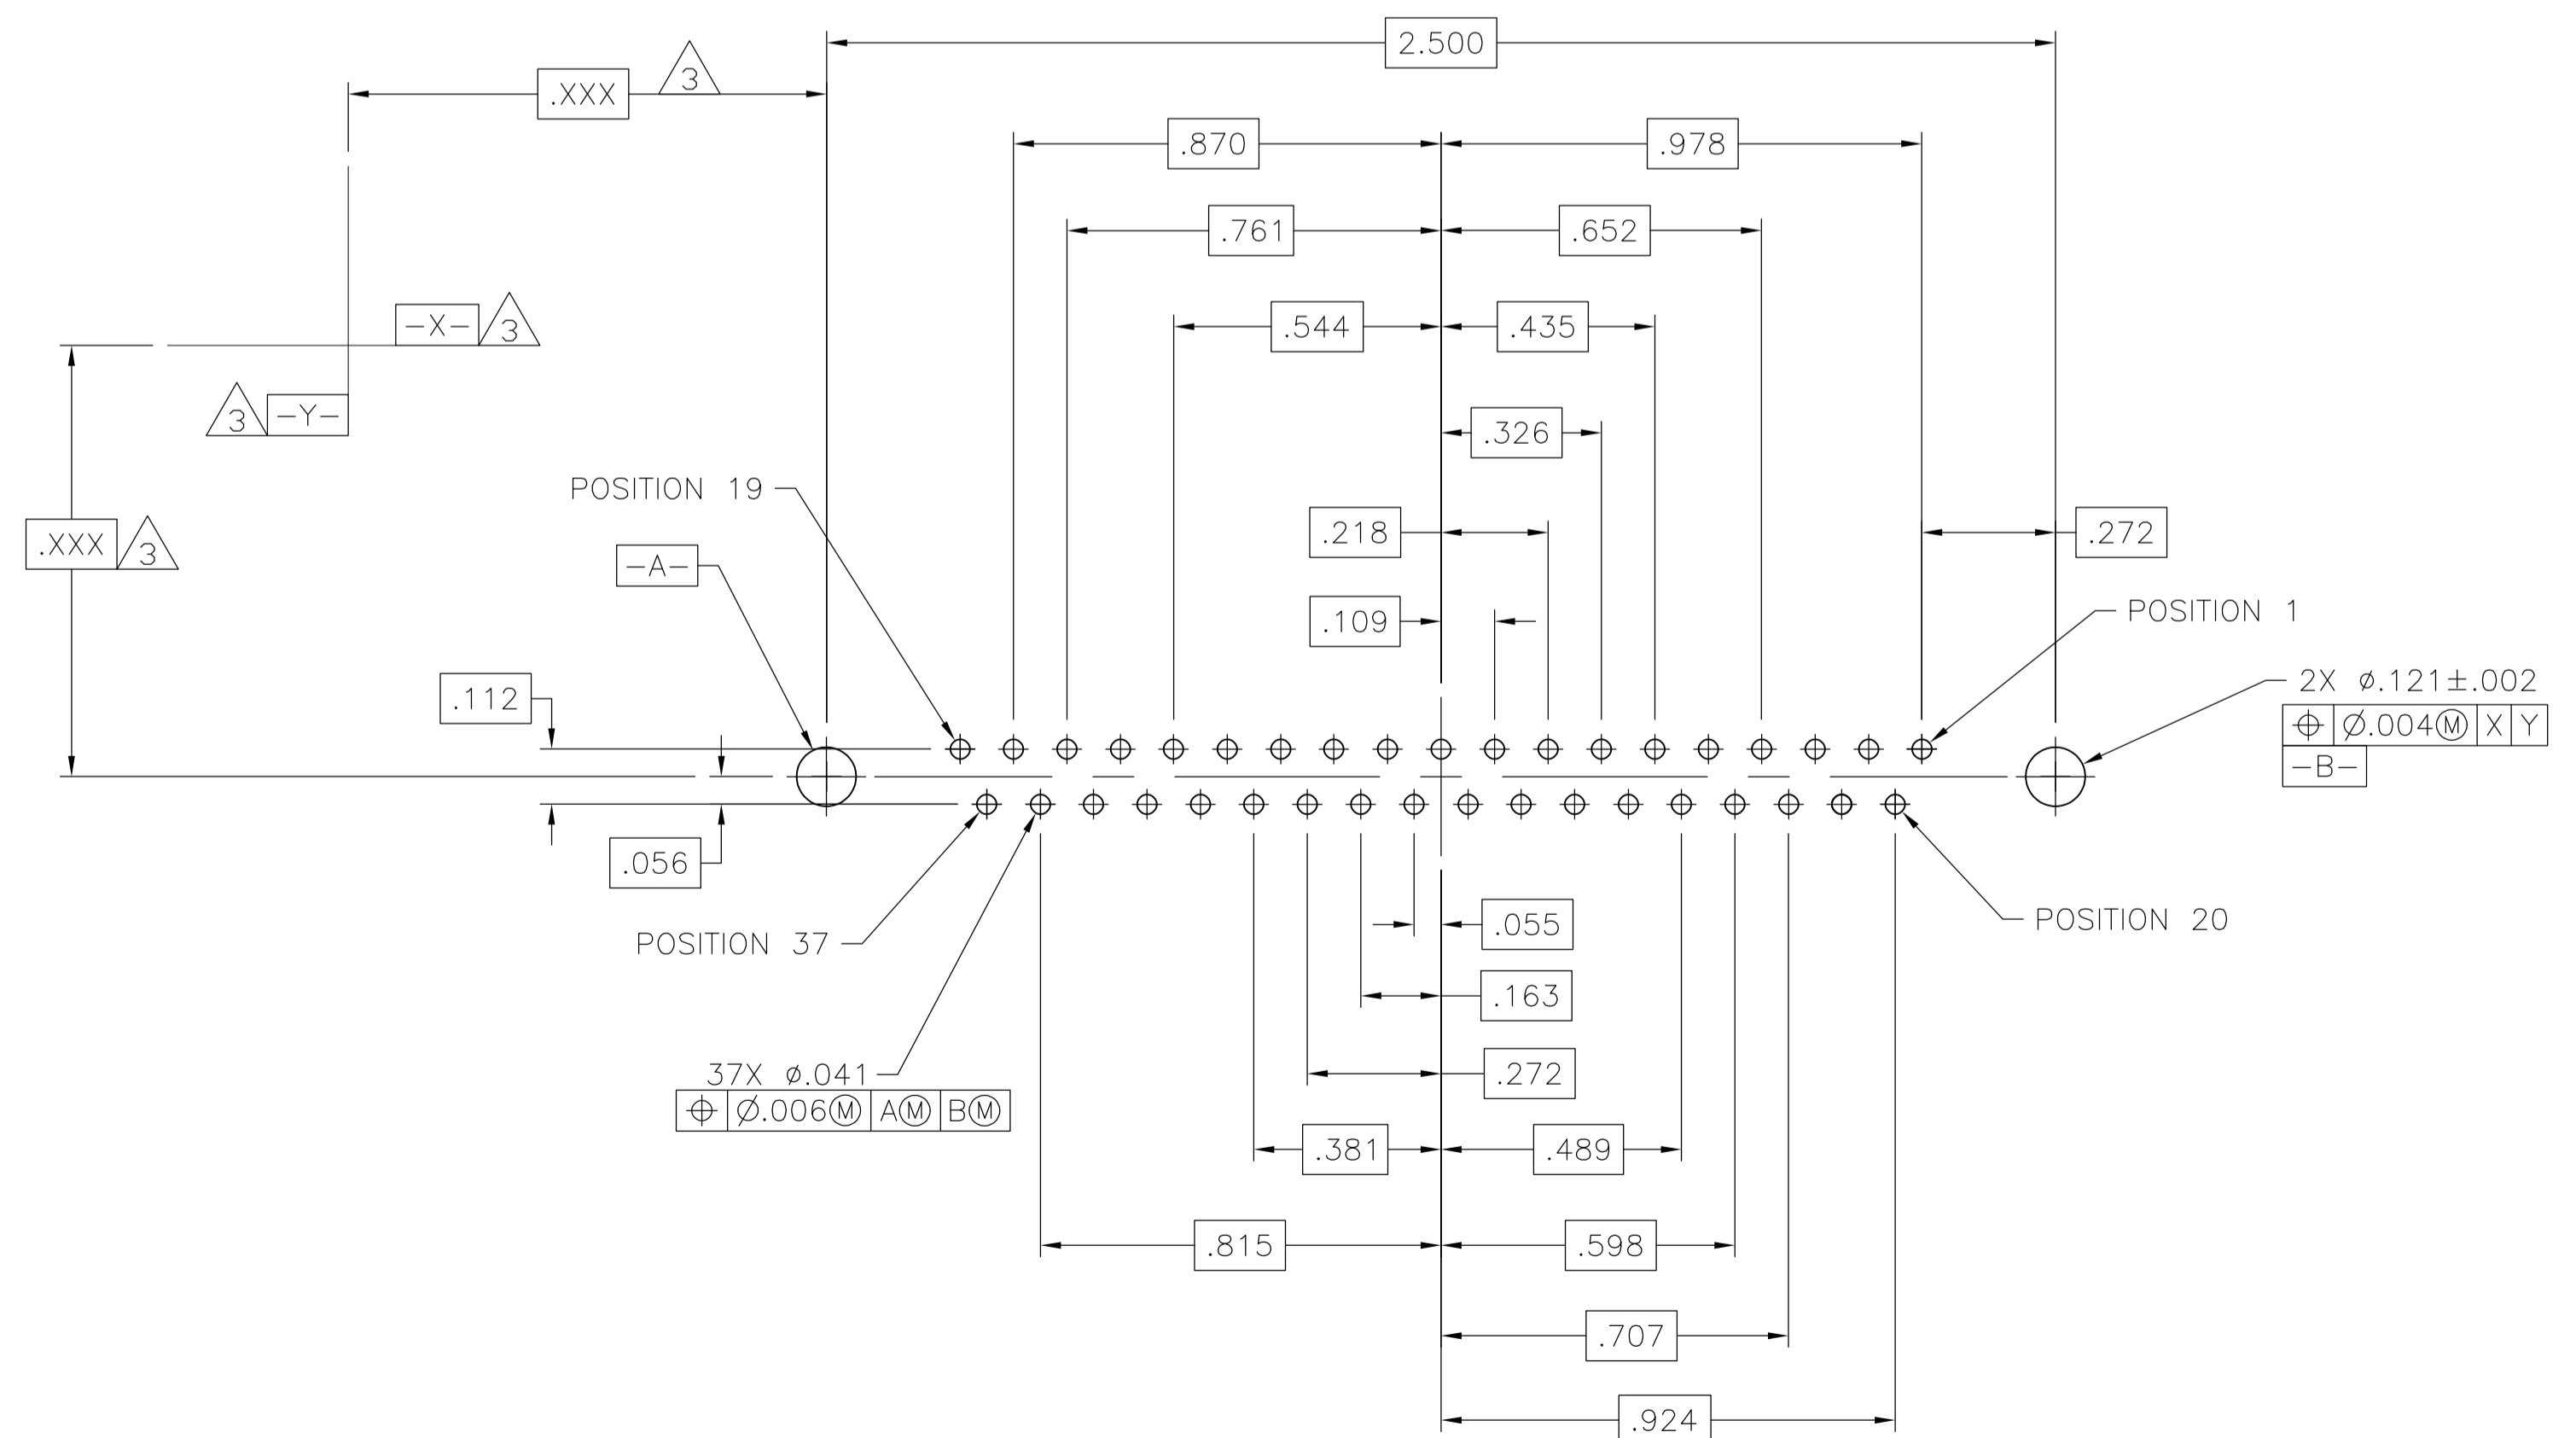 2.500
.XXX 3
.870
.978
.761
.652
.544
.435
-X- 3
3 -Y-
.326
POSITION 19
.218
.272
.XXX 3
-A-
.109
POSITION 1
.112
2X ⌀.121±.002
⌖ ⌀.004Ⓜ X Y
-B-
.056
POSITION 37
.055
POSITION 20
.163
37X ⌀.041
⌖ ⌀.006Ⓜ AⓂ BⓂ
.272
.381
.489
.815
.598
.707
.924